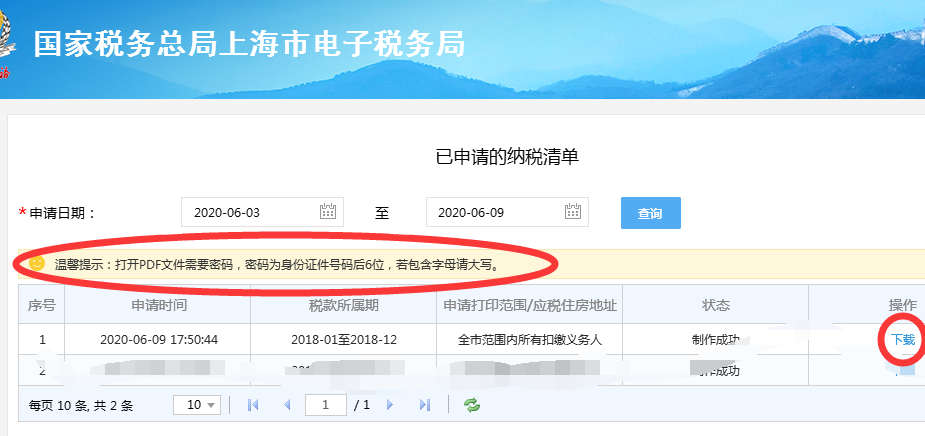 国家税务总局上海市电子税务局
已申请的纳税清单
*申请日期： 2020-06-03 至 2020-06-09 查询
温馨提示：打开PDF文件需要密码，密码为身份证件号码后6位，若包含字母请大写。
序号 申请时间 税款所属期 申请打印范围/应税住房地址 状态 操作
1 2020-06-09 17:50:44 2018-01至2018-12 全市范围内所有扣缴义务人 制作成功 下载
2 制作成功
每页 10 条, 共 2 条 10 1 / 1